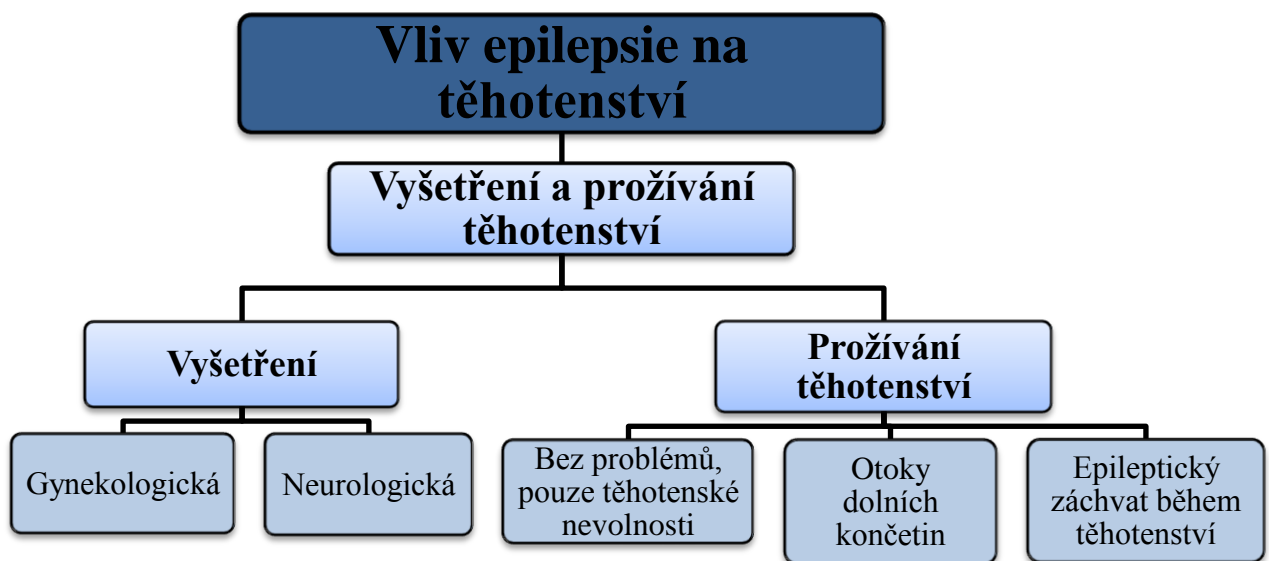 Vliv epilepsie na
těhotenství
Vyšetření a prožívání
těhotenství
Vyšetření
Prožívání
těhotenství
Gynekologická
Neurologická
Bez problémů,
pouze těhotenské
nevolnosti
Otoky
dolních
končetin
Epileptický
záchvat během
těhotenství